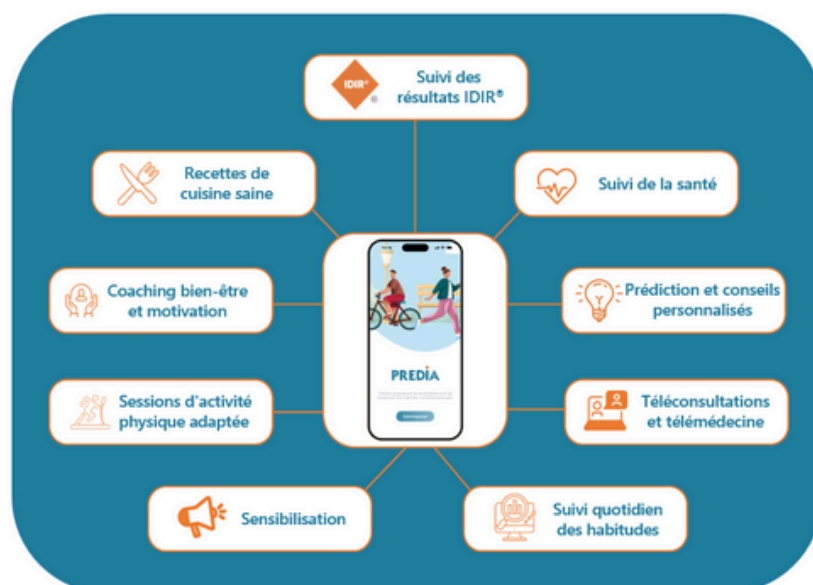 IDIR®
Suivi des
résultats IDIR®
Recettes de
cuisine saine
Suivi de la santé
Coaching bien-être
et motivation
Prédiction et conseils
personnalisés
PREDIA
Sessions d'activité
physique adaptée
Téléconsultations
et télémédecine
Sensibilisation
Suivi quotidien
des habitudes